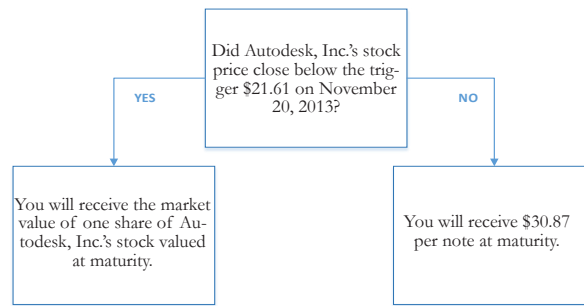 Did Autodesk, Inc.'s stock
price close below the trig-
ger $21.61 on November
20, 2013?
YES
NO
You will receive the market
value of one share of Au-
todesk, Inc.'s stock valued
at maturity.
You will receive $30.87
per note at maturity.